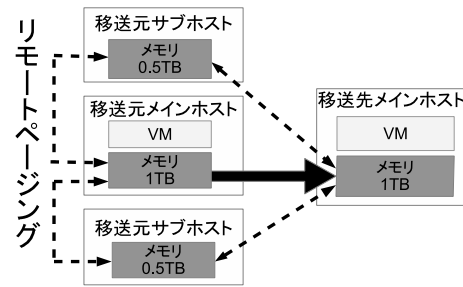 リモートページング
移送元サブホスト
メモリ
0.5TB
移送元メインホスト
VM
メモリ
1TB
移送元サブホスト
メモリ
0.5TB
移送先メインホスト
VM
メモリ
1TB